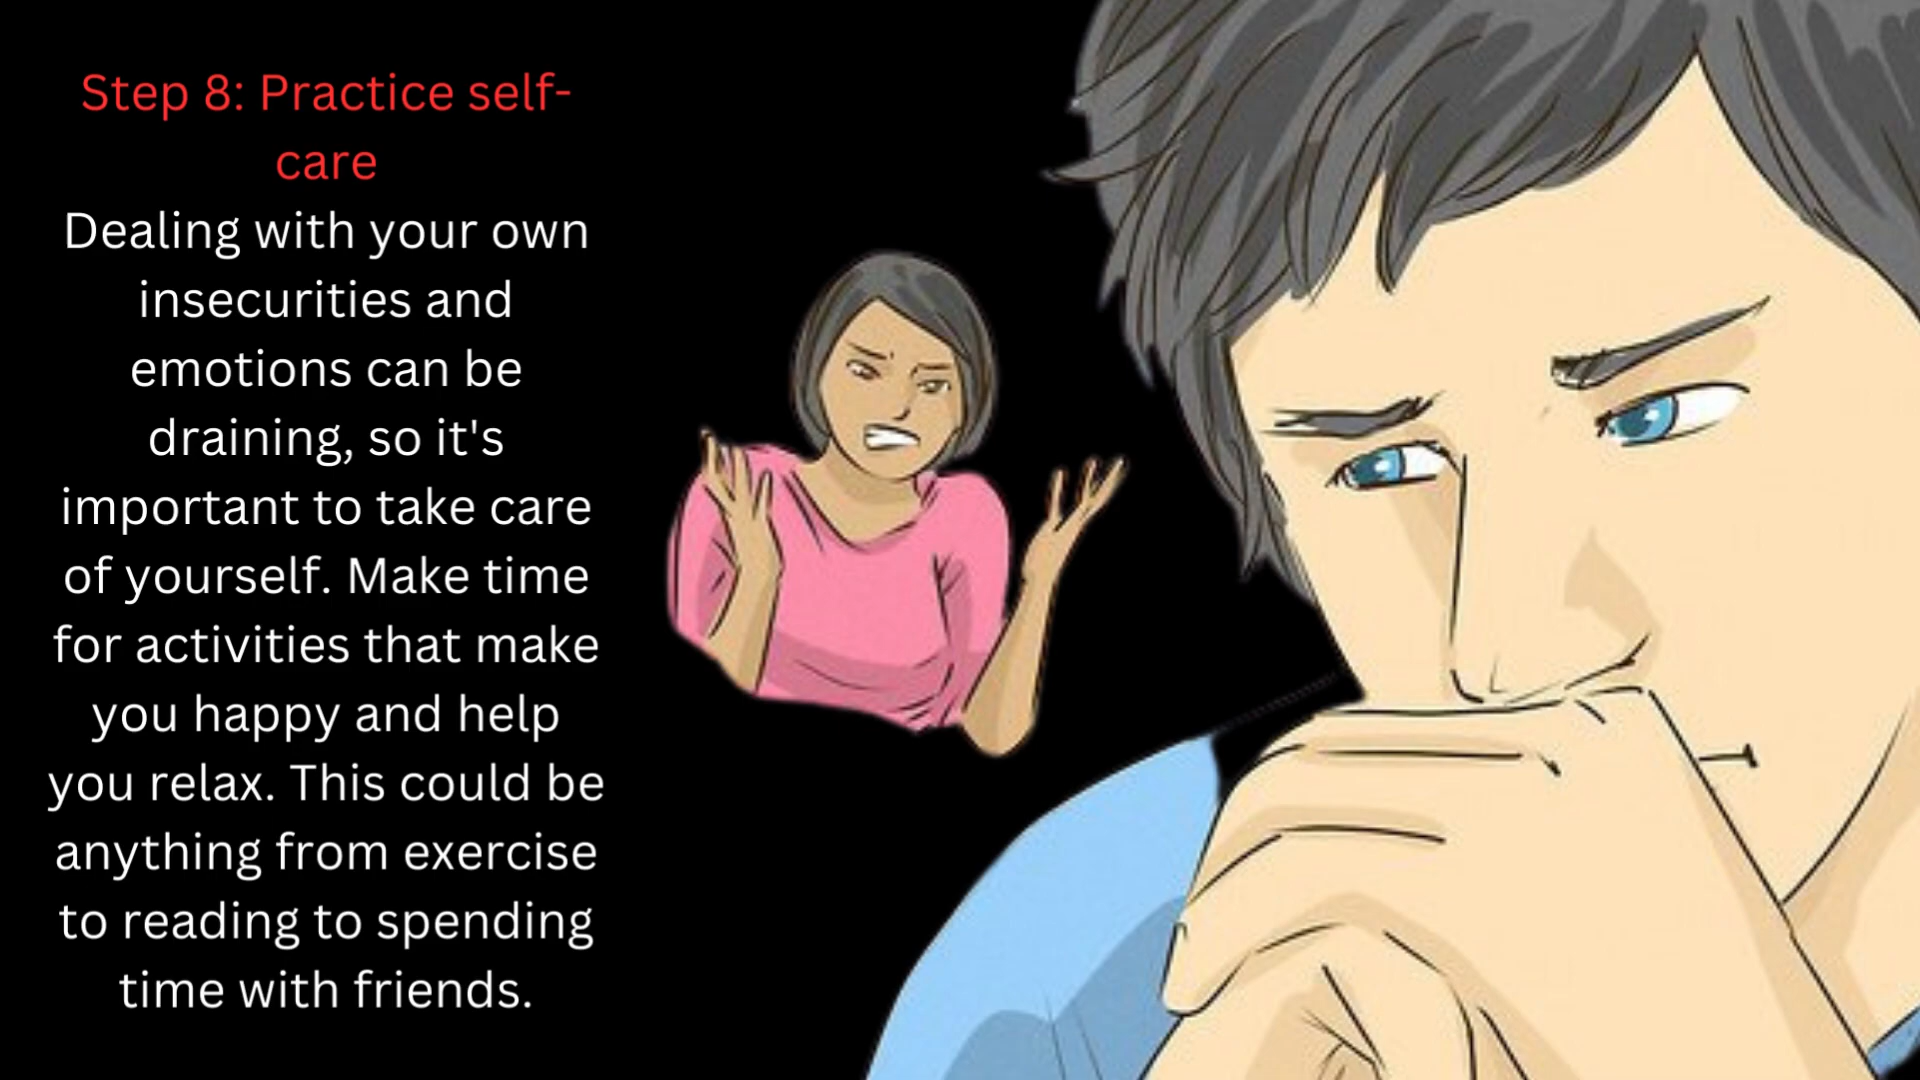 Step 8: Practice self-
care
Dealing with your own
insecurities and
emotions can be
draining, so it's
important to take care
of yourself. Make time
for activities that make
you happy and help
you relax. This could be
anything from exercise
to reading to spending
time with friends.